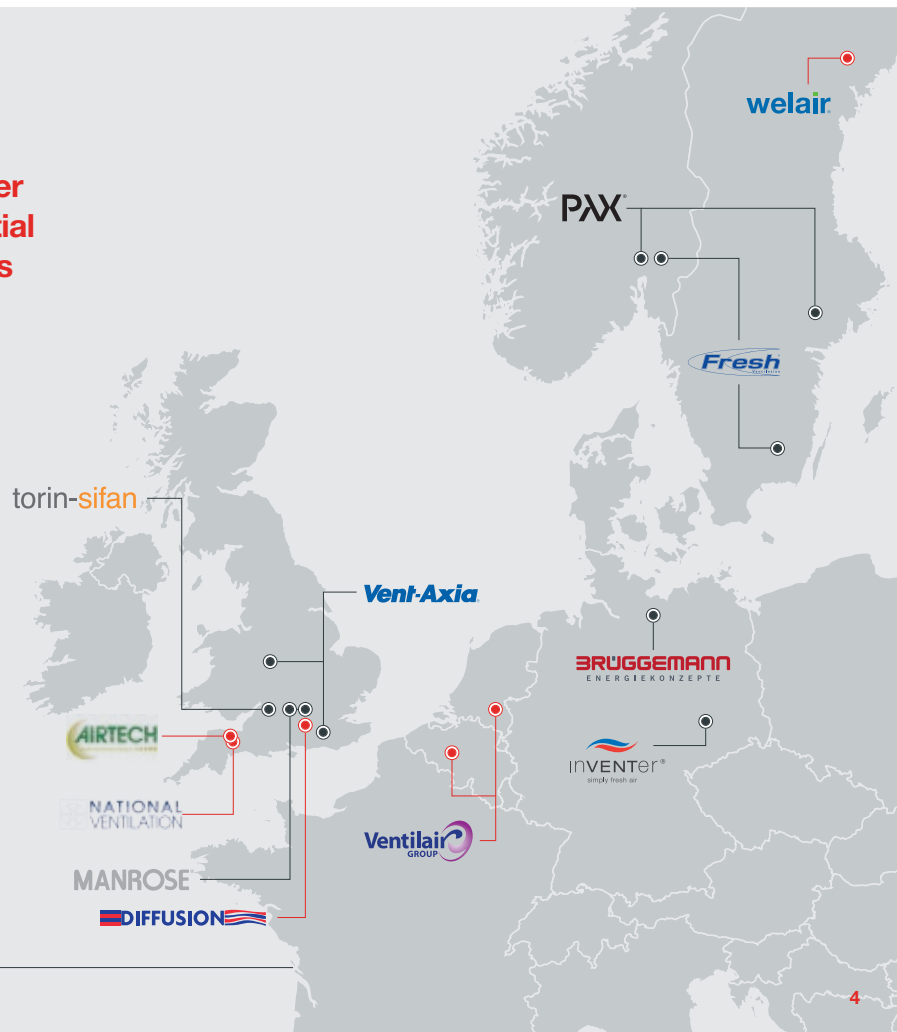 er
tial
s
welair
PAX
Fresh
Ventilation
torin-sifan
Vent-Axia
BRÜGGEMANN
ENERGIEKONZEPTE
AIRTECH
inVENTer®
simply fresh air
NATIONAL
VENTILATION
Ventilair
GROUP
MANROSE
DIFFUSION
4